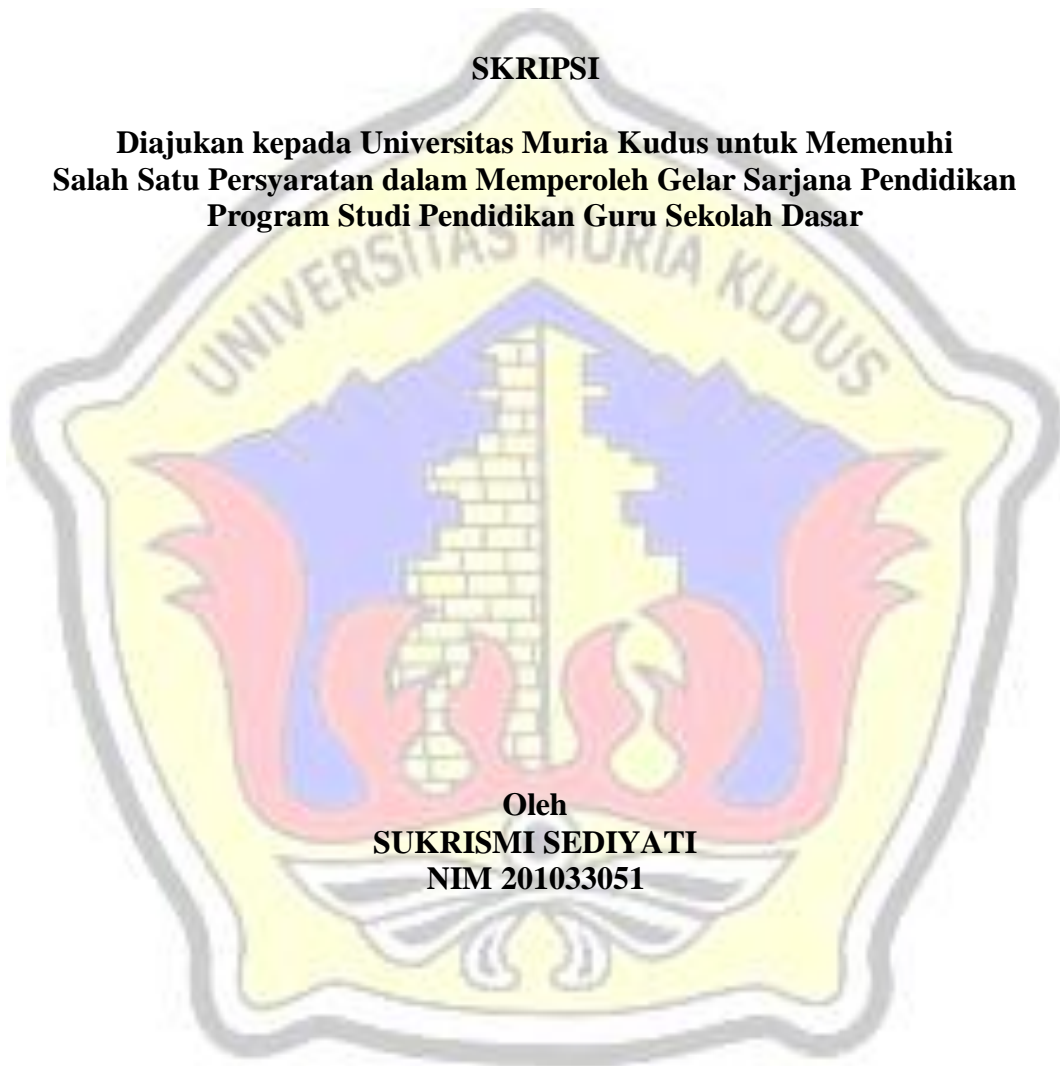 SKRIPSI
Diajukan kepada Universitas Muria Kudus untuk Memenuhi
Salah Satu Persyaratan dalam Memperoleh Gelar Sarjana Pendidikan
Program Studi Pendidikan Guru Sekolah Dasar
UNIVERSITAS MURIA KUDUS
Oleh
SUKRISMI SEDIYATI
NIM 201033051